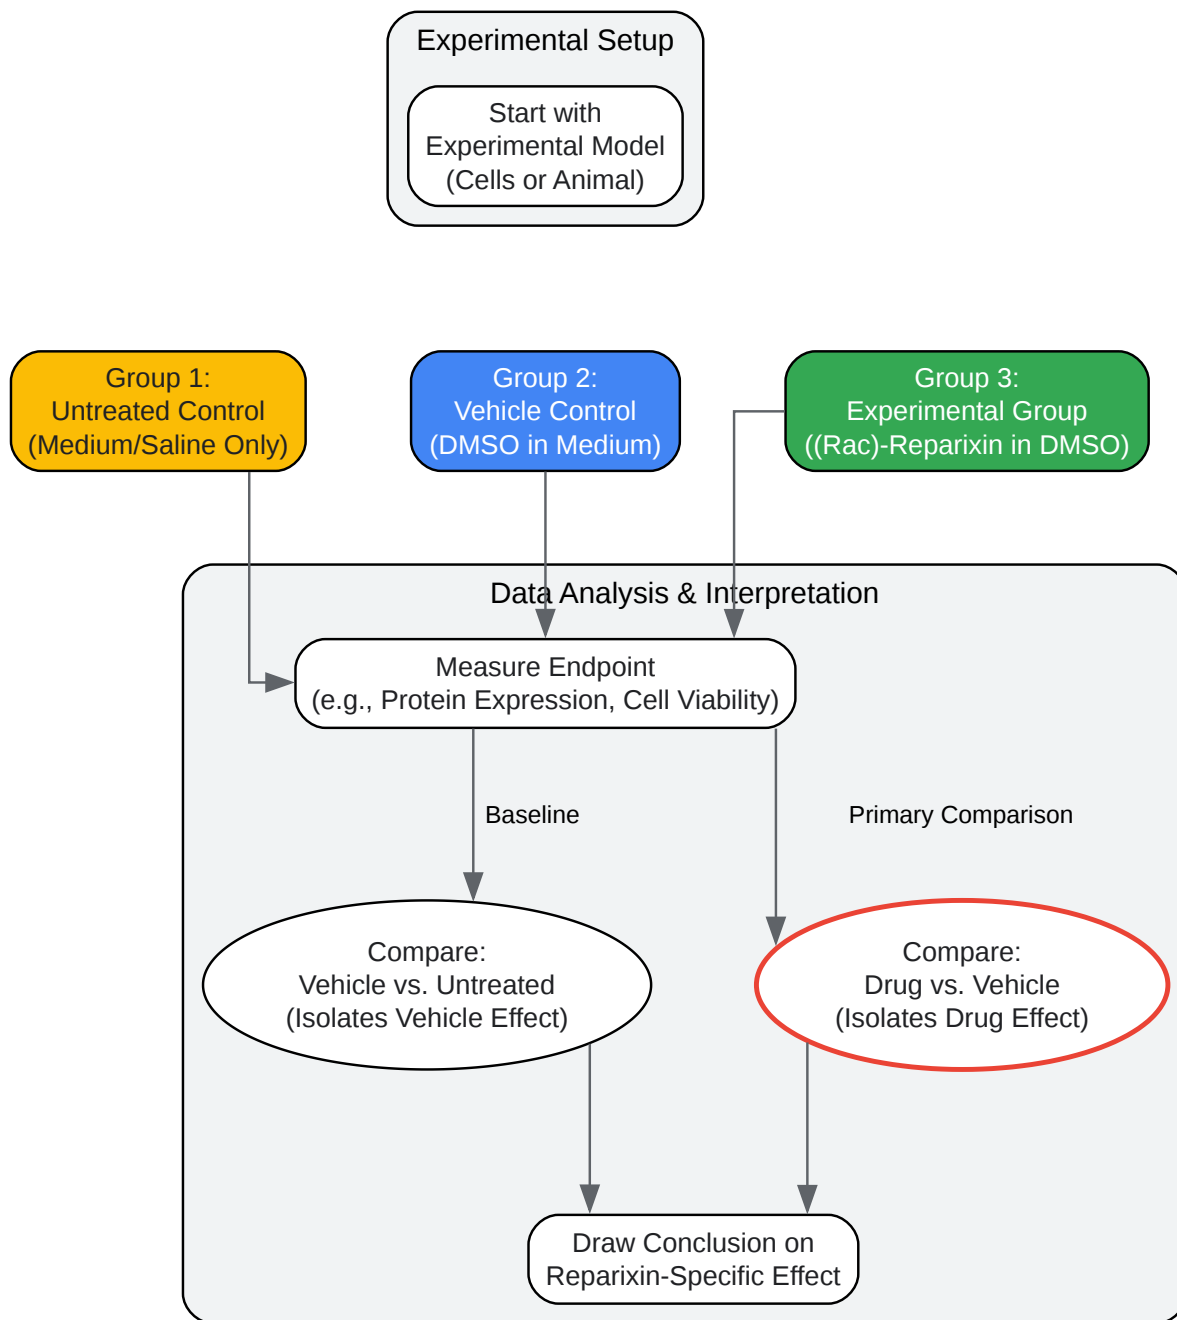 Experimental Setup
Start with
Experimental Model
(Cells or Animal)
Group 1:
Untreated Control
(Medium/Saline Only)
Group 2:
Vehicle Control
(DMSO in Medium)
Group 3:
Experimental Group
((Rac)-Reparixin in DMSO)
Data Analysis & Interpretation
Measure Endpoint
(e.g., Protein Expression, Cell Viability)
Baseline
Primary Comparison
Compare:
Vehicle vs. Untreated
(Isolates Vehicle Effect)
Compare:
Drug vs. Vehicle
(Isolates Drug Effect)
Draw Conclusion on
Reparixin-Specific Effect